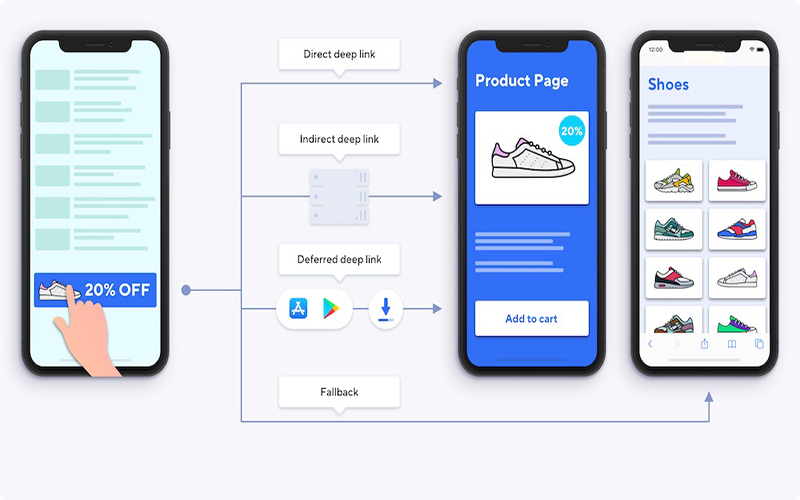 20% OFF
Direct deep link
Indirect deep link
Deferred deep link
Fallback
Product Page
20%
Add to cart
12:00
Shoes